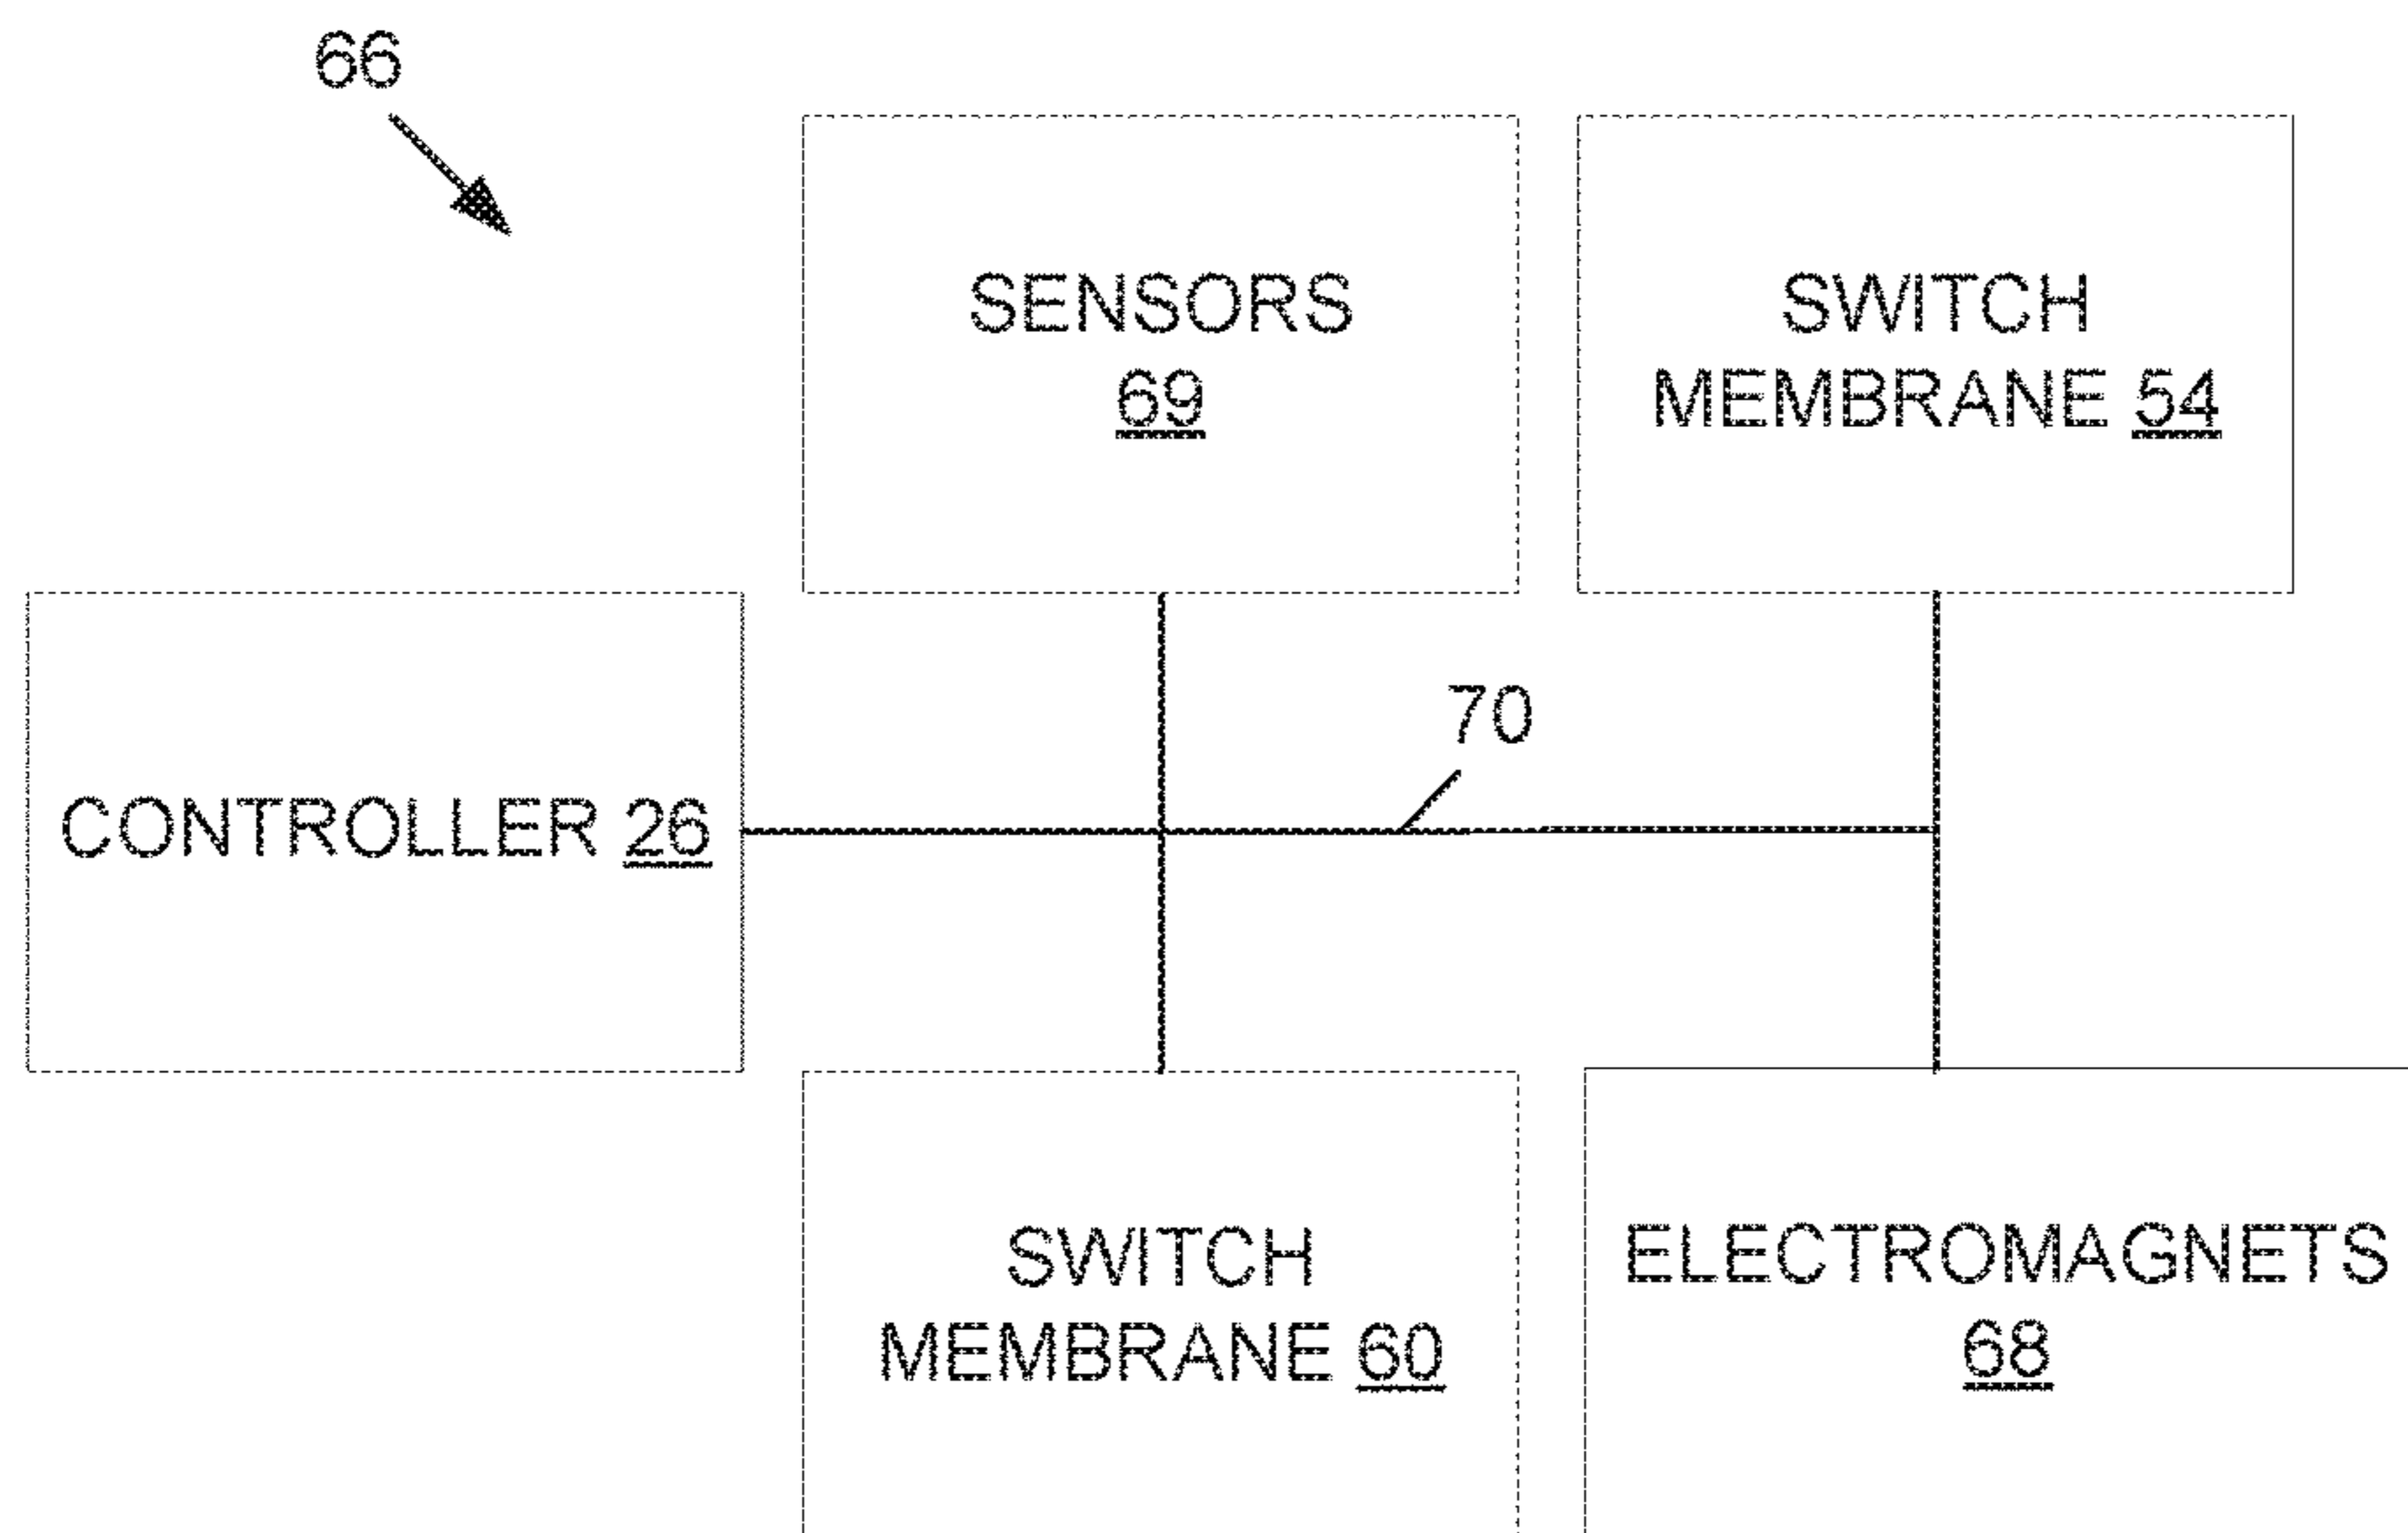 66
SENSORS
69
SWITCH
MEMBRANE 54
70
CONTROLLER 26
SWITCH
MEMBRANE 60
ELECTROMAGNETS
68